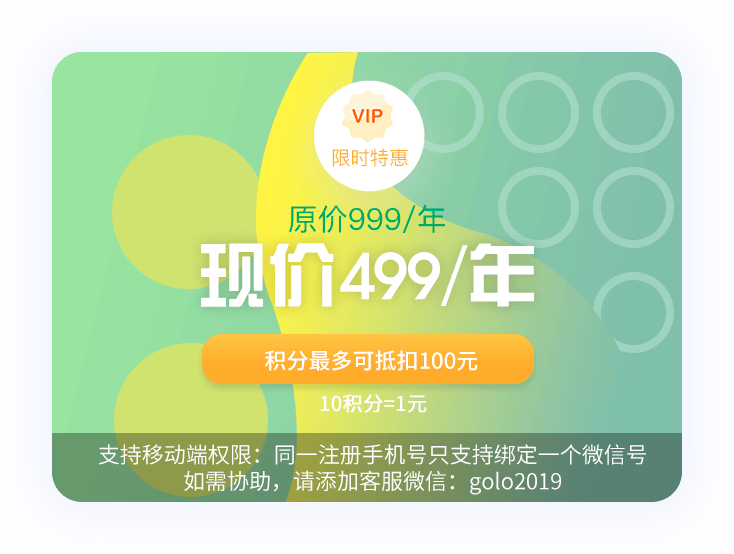 VIP
限时特惠
原价999/年
现价499/年
积分最多可抵扣100元
10积分=1元
支持移动端权限：同一注册手机号只支持绑定一个微信号
如需协助，请添加客服微信：golo2019